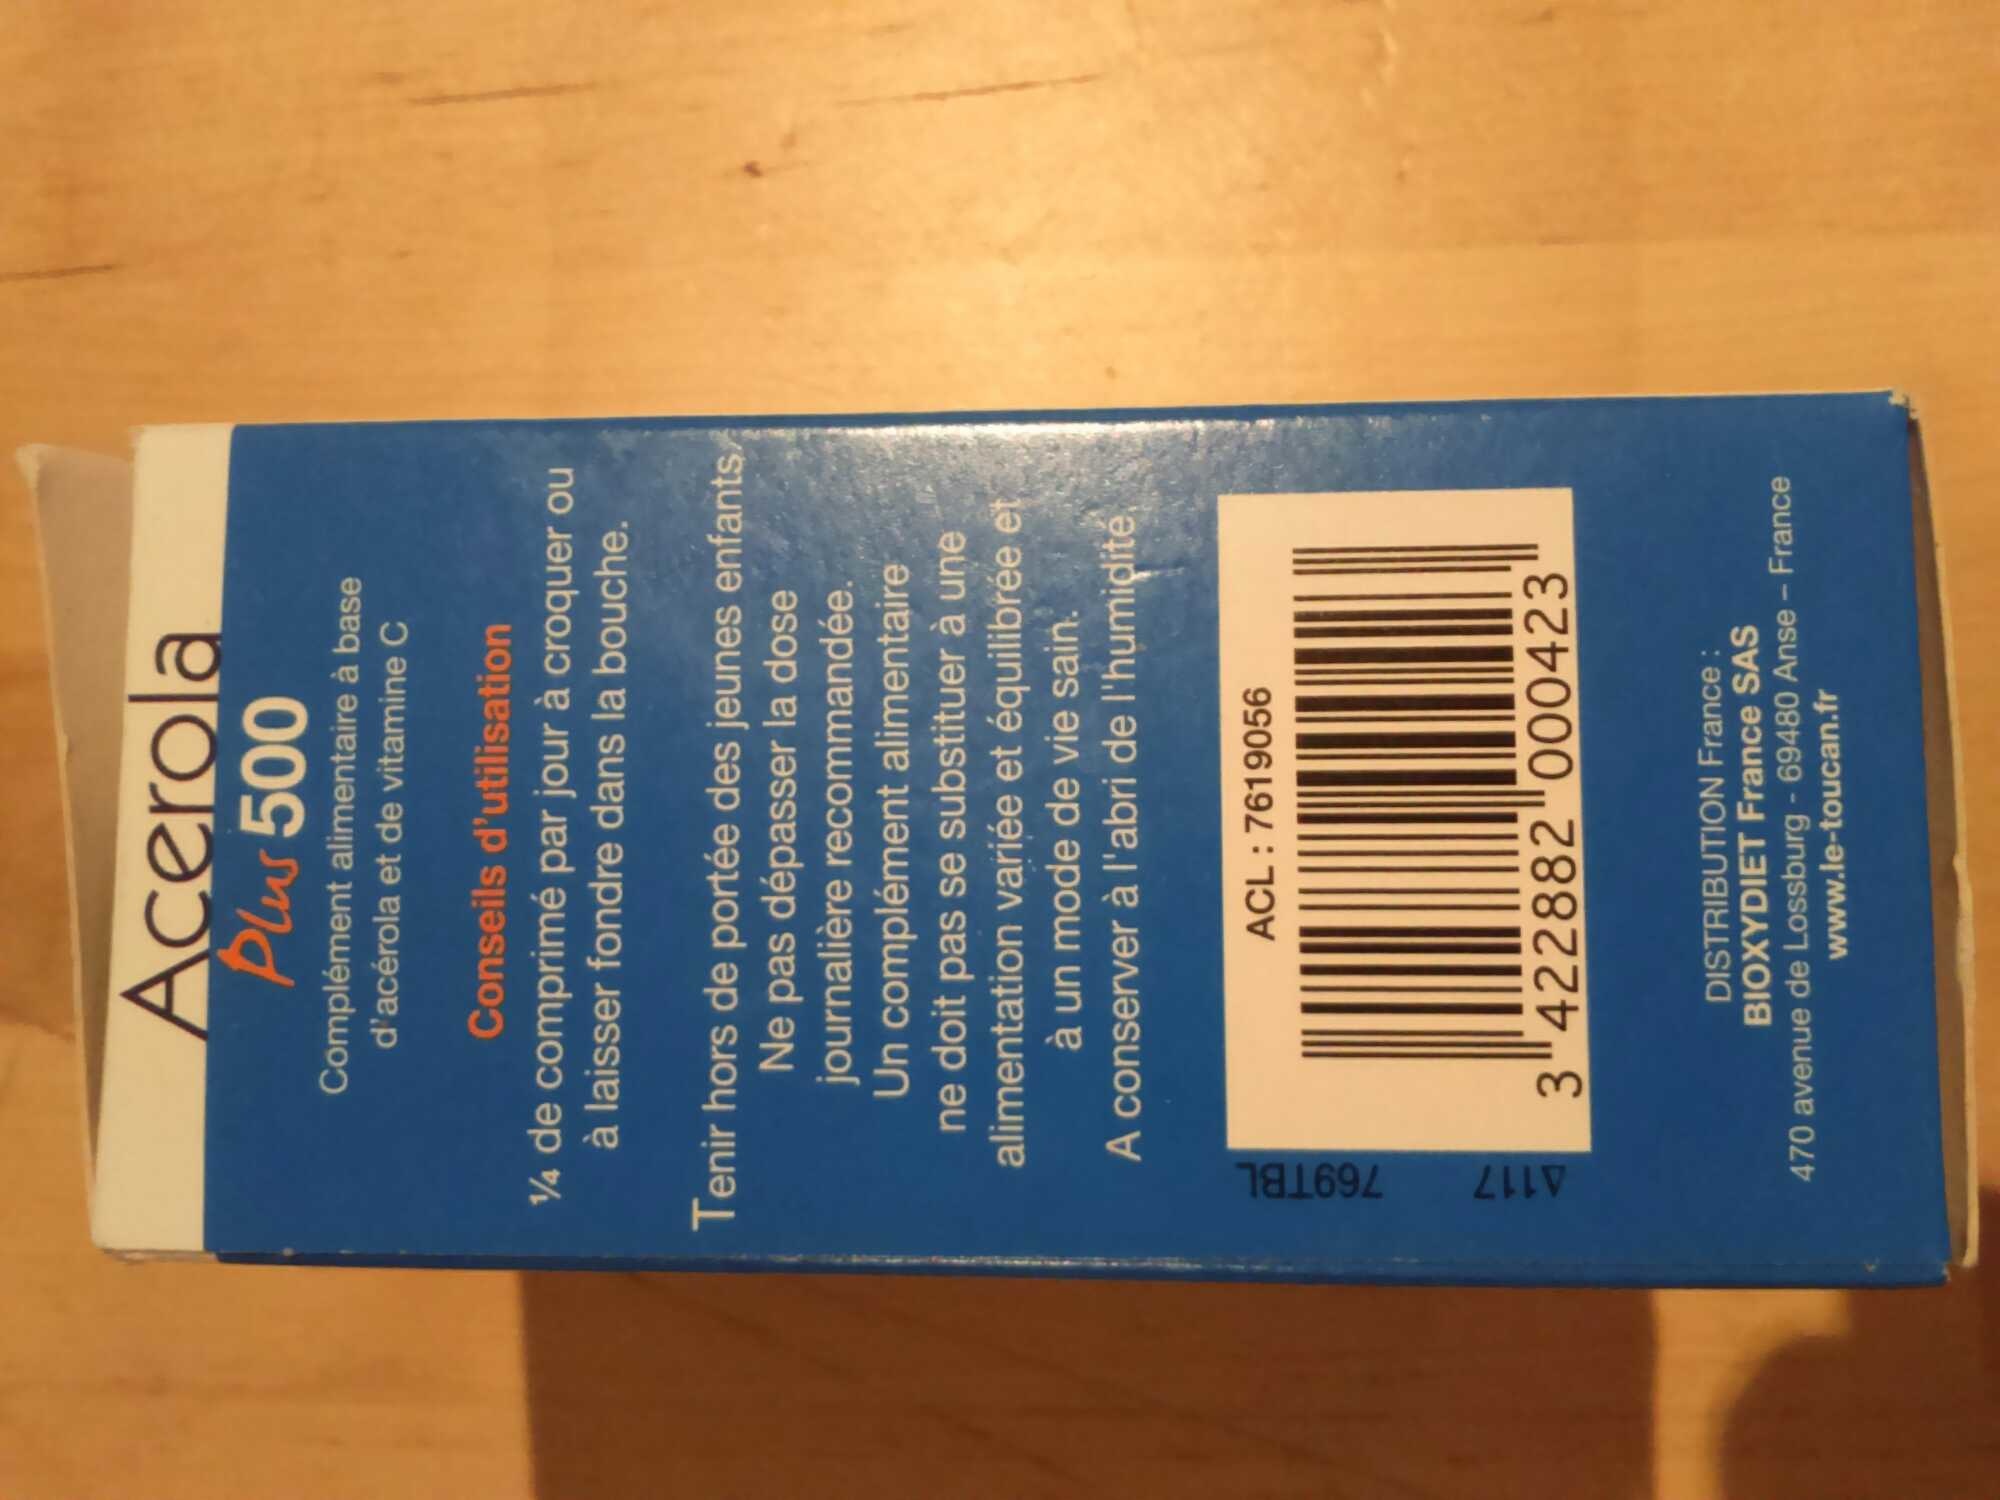 Acerola
Plus 500
Complément alimentaire à base
d'acérola et de vitamine C
Conseils d'utilisation
¼ de comprimé par jour à croquer ou
à laisser fondre dans la bouche.
Tenir hors de portée des jeunes enfants.
Ne pas dépasser la dose
journalière recommandée.
Un complément alimentaire
ne doit pas se substituer à une
alimentation variée et équilibrée et
à un mode de vie sain.
A conserver à l'abri de l'humidité
ACL : 7619056
3 422882 000423
769TBL
Δ117
DISTRIBUTION France :
BIOXYDIET France SAS
470 avenue de Lossburg - 69480 Anse – France
www.le-toucan.fr